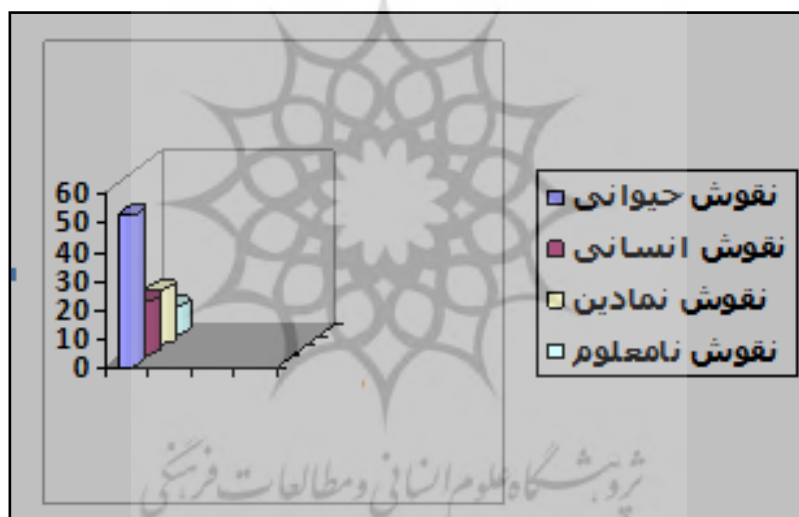 60
50
40
30
20
10
0
نقوش حیوانی
نقوش انسانی
نقوش نمادین
نقوش نامعلوم
پژوهشگاه علوم انسانی و مطالعات فرهنگی